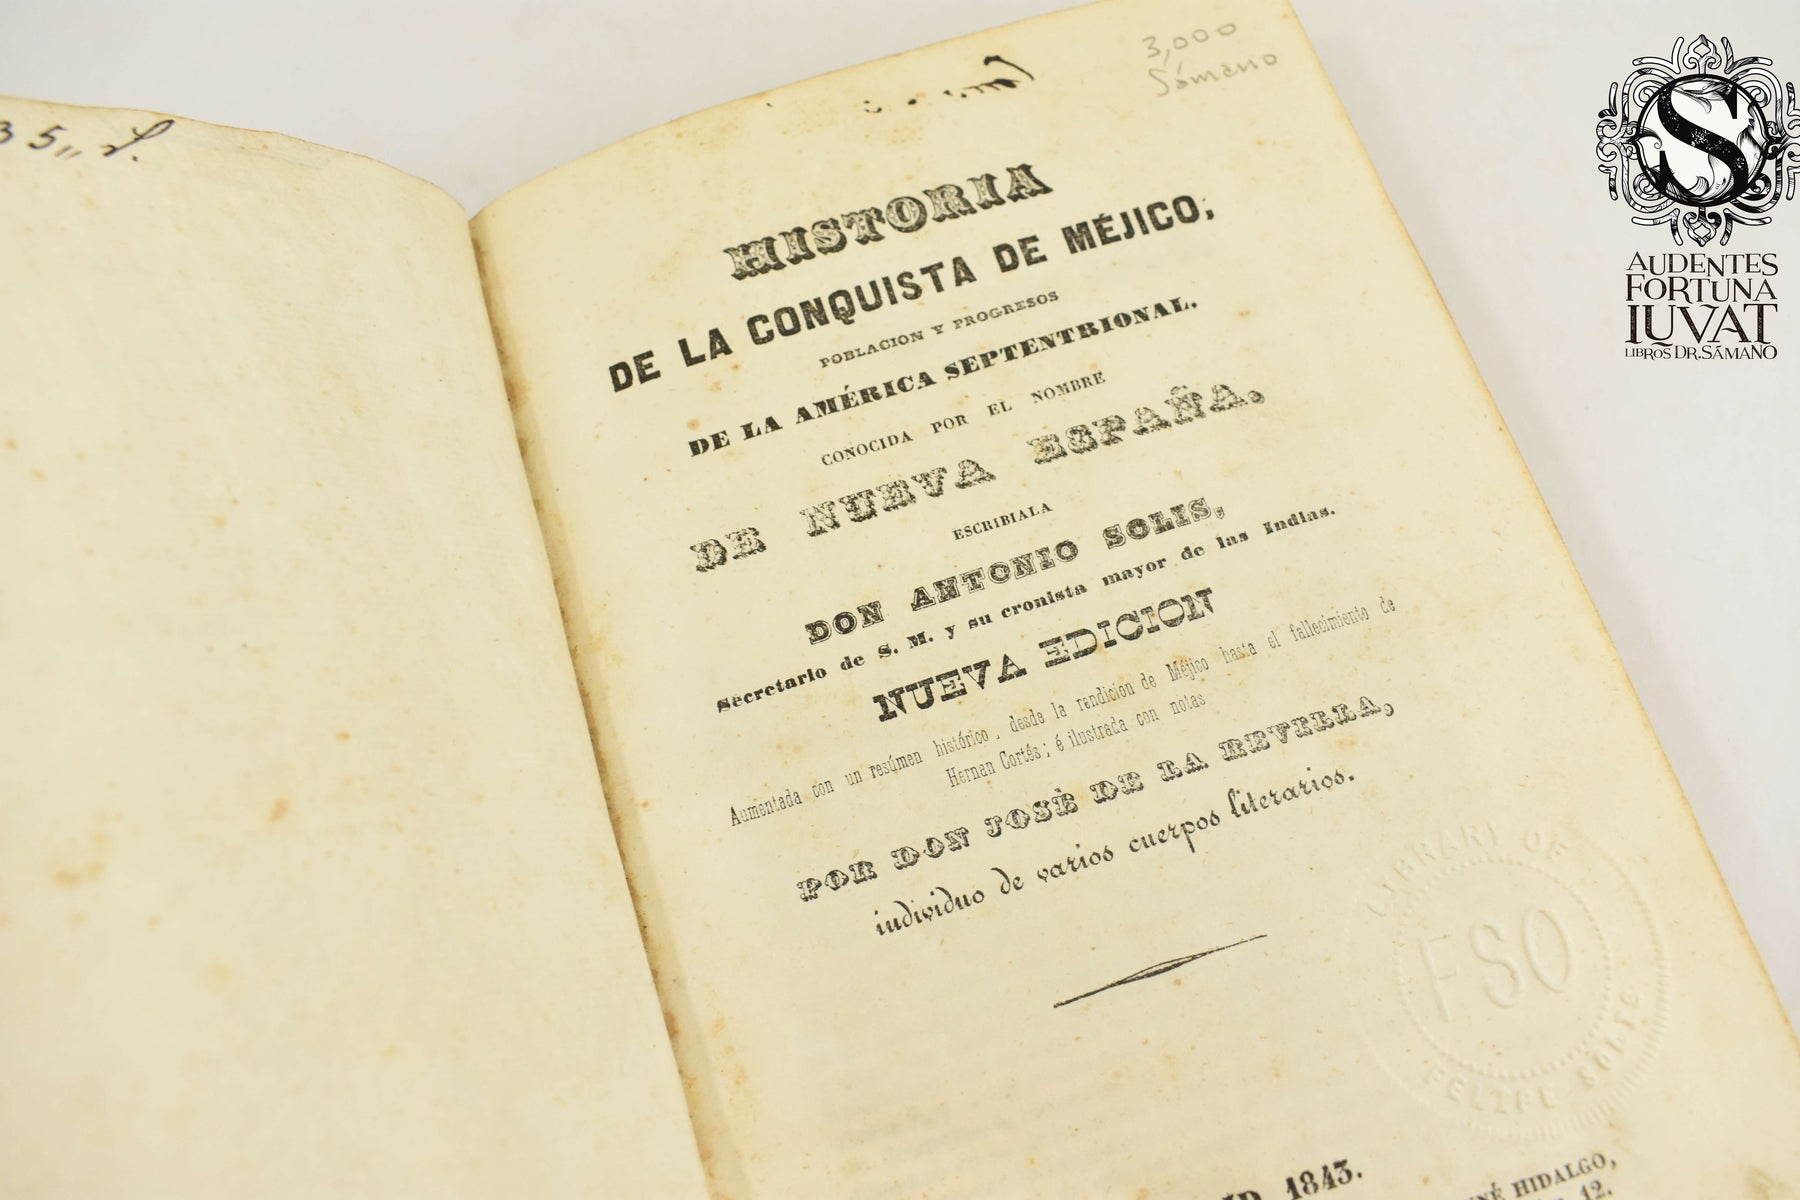 35,, L.
3,000
Sámano
HISTORIA
DE LA CONQUISTA DE MÉJICO,
POBLACION Y PROGRESOS
DE LA AMÉRICA SEPTENTRIONAL.
CONOCIDA POR EL NOMBRE
DE NUEVA ESPAÑA.
ESCRIBIALA
DON ANTONIO SOLIS,
Secretario de S. M. y su cronista mayor de las Indias.
NUEVA EDICION
Aumentada con un resúmen histórico, desde la rendicion de Méjico hasta el fallecimiento de
Hernan Cortés; é ilustrada con notas
POR DON JOSÈ DE LA REVILLA,
individuo de varios cuerpos literarios.
LIBRARY OF
FSO
FELIPE
1843.
HIDALGO,
12.
S
AUDENTES
FORTUNA
IUVAT
LIBROS DR. SÁMANO